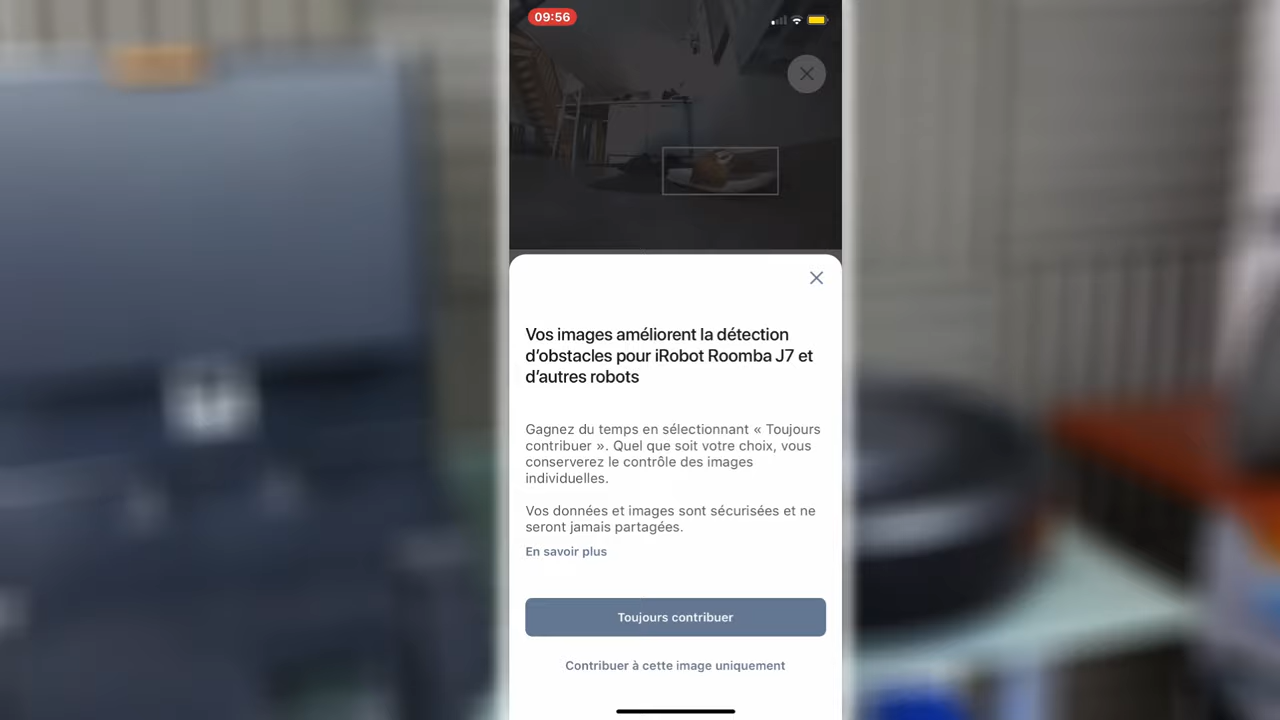 09:56
Vos images améliorent la détection
d'obstacles pour iRobot Roomba J7 et
d'autres robots
Gagnez du temps en sélectionnant « Toujours
contribuer ». Quel que soit votre choix, vous
conserverez le contrôle des images
individuelles.
Vos données et images sont sécurisées et ne
seront jamais partagées.
En savoir plus
Toujours contribuer
Contribuer à cette image uniquement